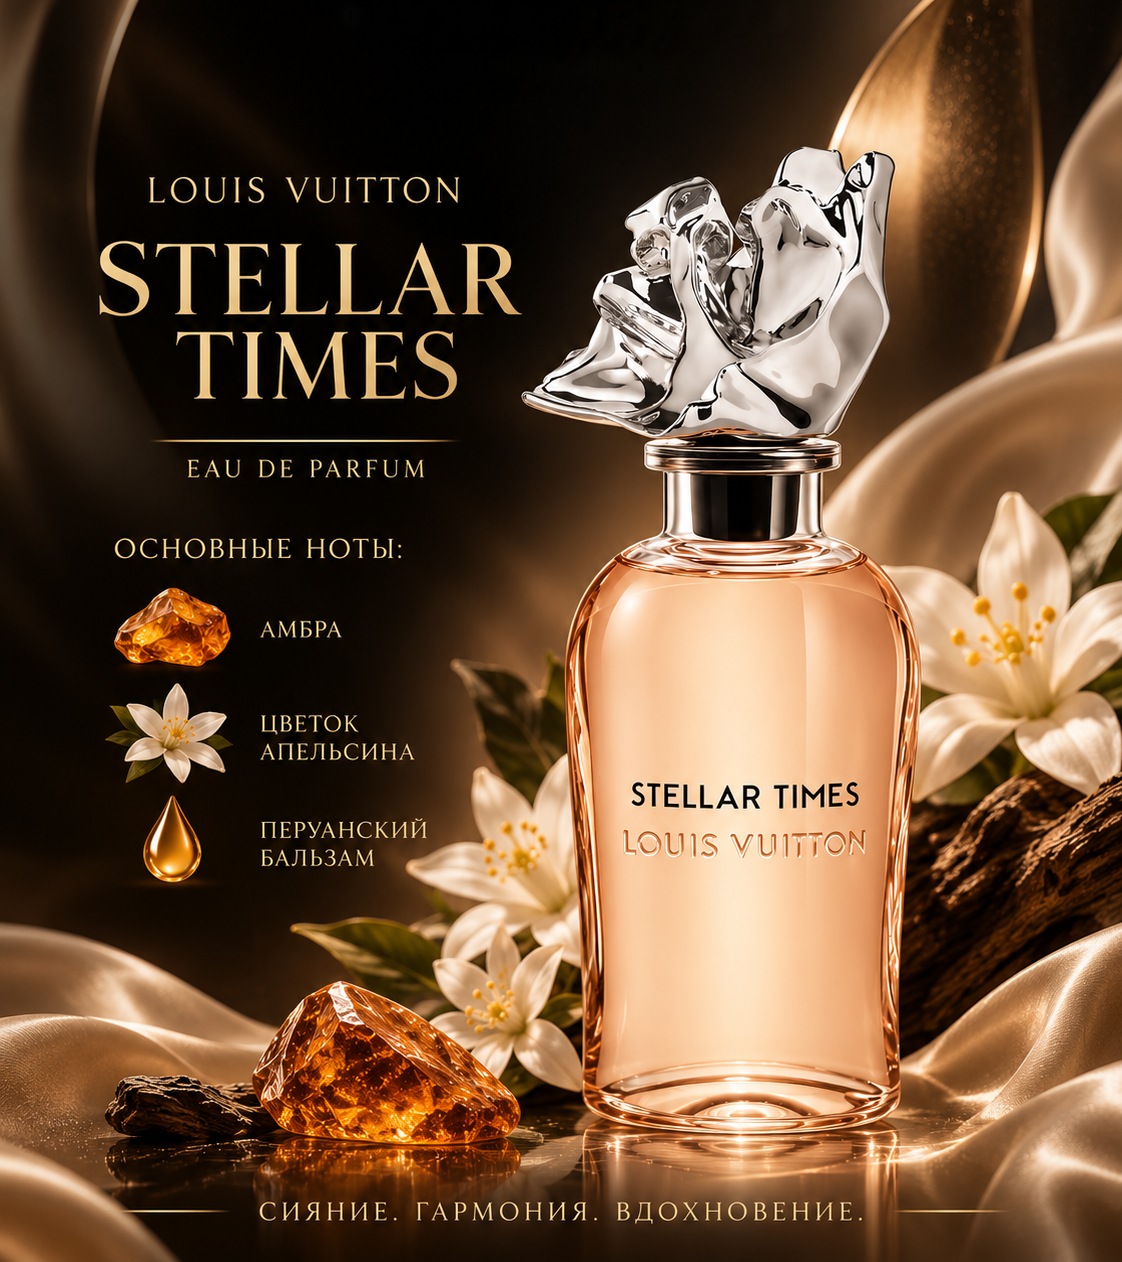 LOUIS VUITTON
STELLAR
TIMES
EAU DE PARFUM
ОСНОВНЫЕ НОТЫ:
АМБРА
ЦВЕТОК
АПЕЛЬСИНА
ПЕРУАНСКИЙ
БАЛЬЗАМ
STELLAR TIMES
LOUIS VUITTON
СИЯНИЕ. ГАРМОНИЯ. ВДОХНОВЕНИЕ.